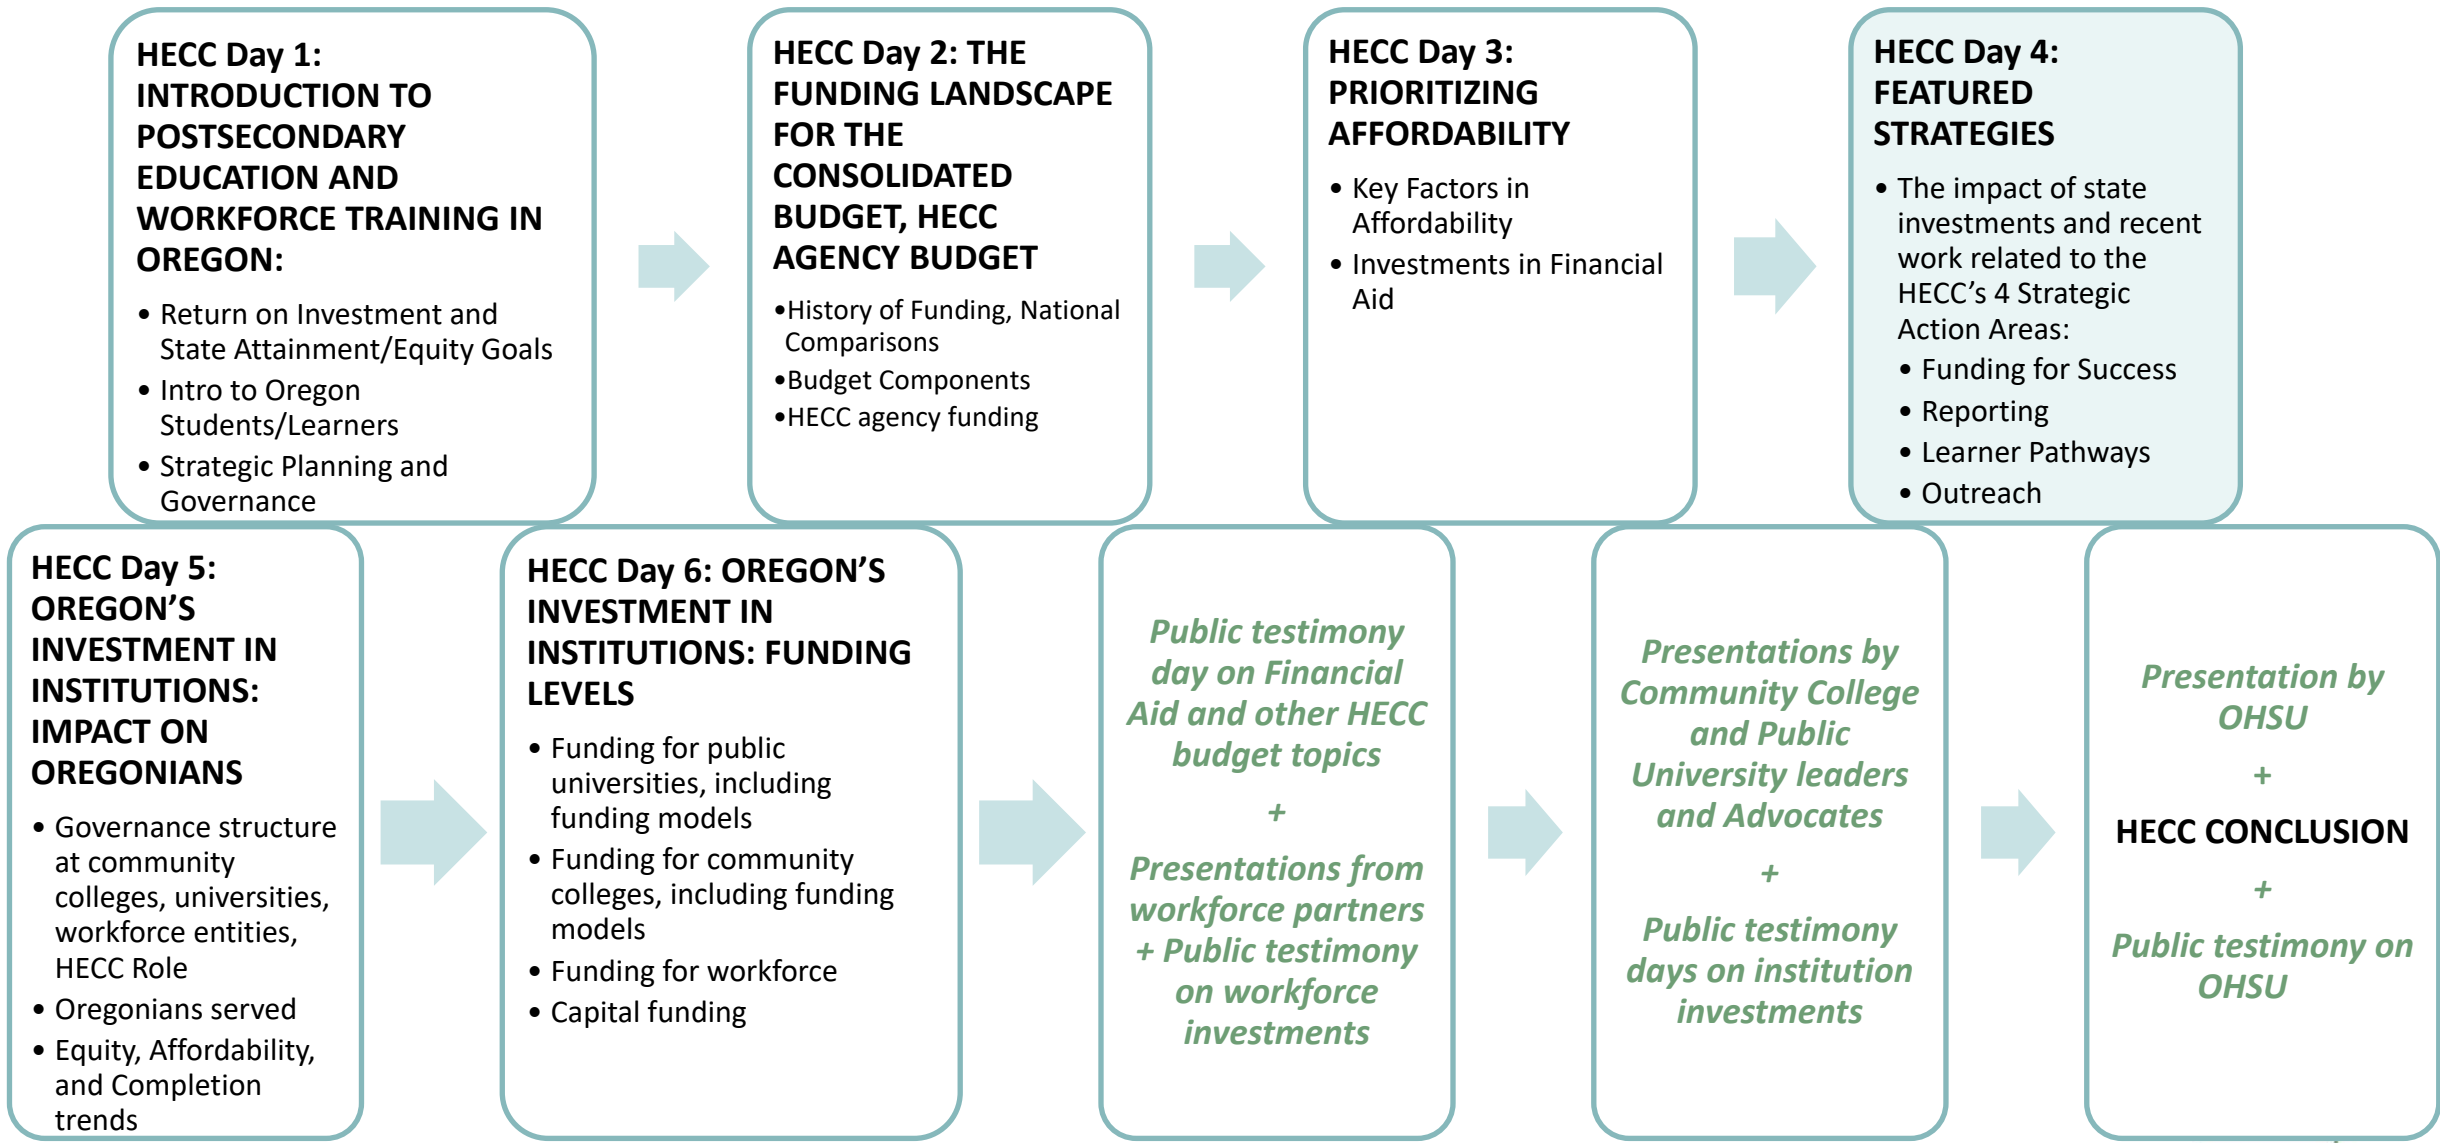 HECC Day 1:
INTRODUCTION TO
POSTSECONDARY
EDUCATION AND
WORKFORCE TRAINING IN
OREGON:
• Return on Investment and
State Attainment/Equity Goals
• Intro to Oregon
Students/Learners
• Strategic Planning and
Governance
HECC Day 2: THE
FUNDING LANDSCAPE
FOR THE
CONSOLIDATED
BUDGET, HECC
AGENCY BUDGET
•History of Funding, National
Comparisons
•Budget Components
•HECC agency funding
HECC Day 3:
PRIORITIZING
AFFORDABILITY
• Key Factors in
Affordability
• Investments in Financial
Aid
HECC Day 4:
FEATURED
STRATEGIES
• The impact of state
investments and recent
work related to the
HECC’s 4 Strategic
Action Areas:
• Funding for Success
• Reporting
• Learner Pathways
• Outreach
HECC Day 5:
OREGON’S
INVESTMENT IN
INSTITUTIONS:
IMPACT ON
OREGONIANS
• Governance structure
at community
colleges, universities,
workforce entities,
HECC Role
• Oregonians served
• Equity, Affordability,
and Completion
trends
HECC Day 6: OREGON’S
INVESTMENT IN
INSTITUTIONS: FUNDING
LEVELS
• Funding for public
universities, including
funding models
• Funding for community
colleges, including funding
models
• Funding for workforce
• Capital funding
Public testimony
day on Financial
Aid and other HECC
budget topics
+
Presentations from
workforce partners
+ Public testimony
on workforce
investments
Presentations by
Community College
and Public
University leaders
and Advocates
+
Public testimony
days on institution
investments
Presentation by
OHSU
+
HECC CONCLUSION
+
Public testimony on
OHSU